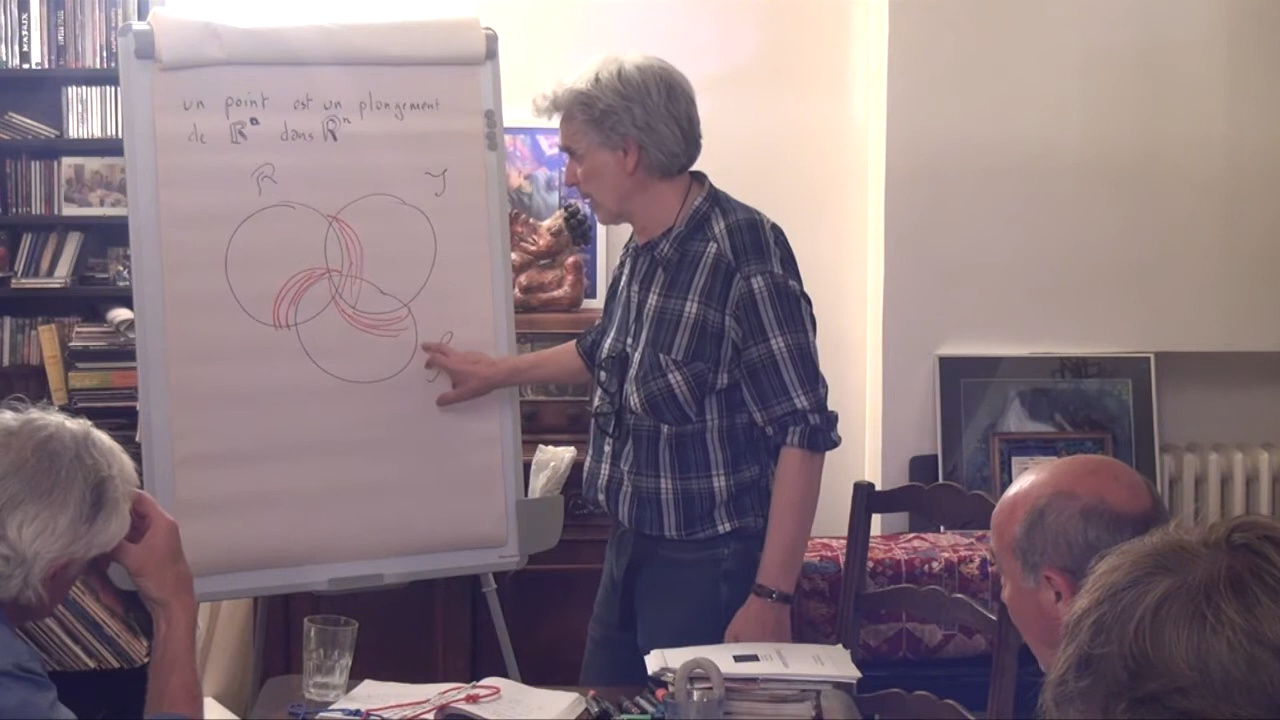 un point est un plongement
de ℝ⁰ dans ℝⁿ
R
I
S